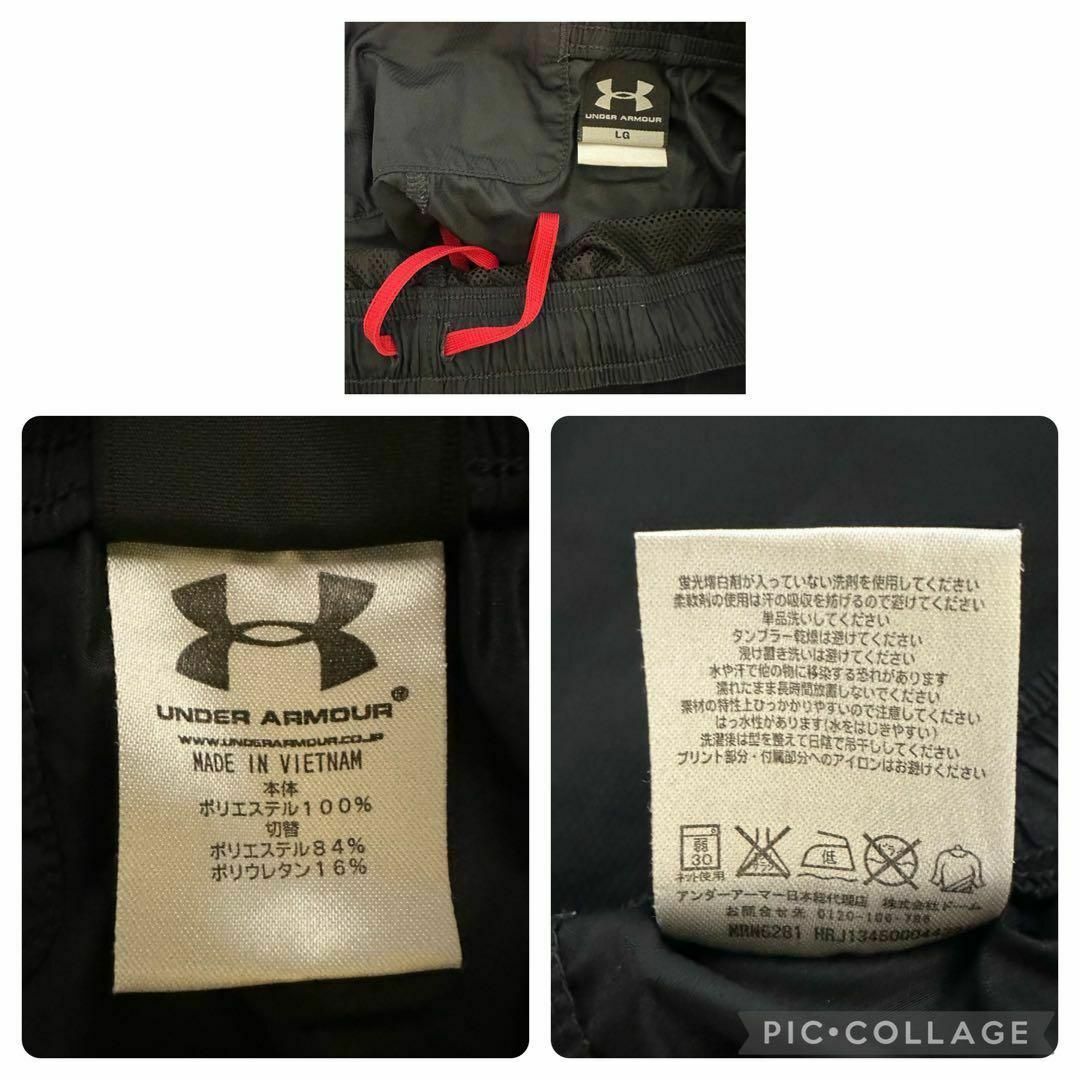 UNDER ARMOUR
LG
UNDER ARMOUR®
WWW.UNDERARMOUR.CO.JP
MADE IN VIETNAM
本体
ポリエステル100%
切替
ポリエステル84%
ポリウレタン16%
蛍光増白剤が入っていない洗剤を使用してください
柔軟剤の使用は汗の吸収を妨げるので避けてください
単品洗いしてください
タンブラー乾燥は避けてください
浸け置き洗いは避けてください
水や汗で他の物に移染する恐れがあります
濡れたまま長時間放置しないでください
素材の特性上ひっかかりやすいので注意してください
はっ水性があります(水をはじきやすい)
洗濯後は型を整えて日陰で吊干ししてください
プリント部分・付属部分へのアイロンはお避けください
弱
30
低
ネット使用
アンダーアーマー日本総代理店 株式会社ドーム
お問合せ先 0120-106-786
MRN6281
PIC•COLLAGE